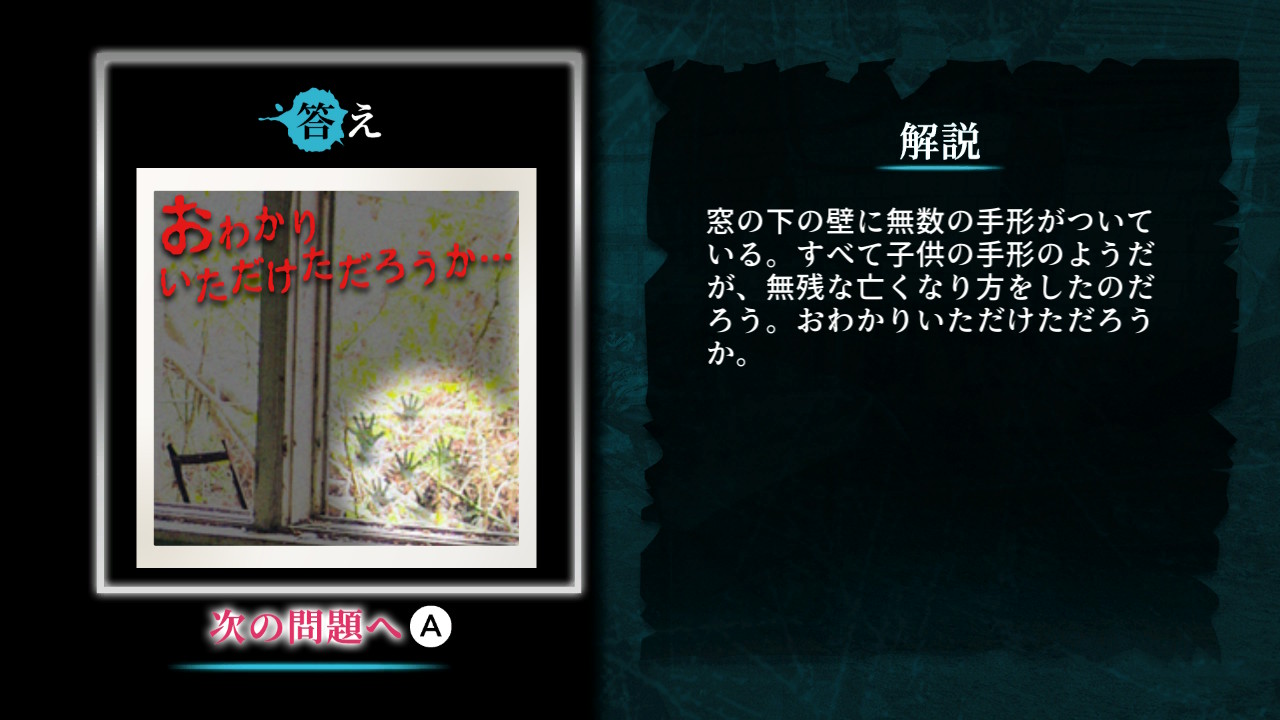 答え
おわかり
いただけただろうか…
次の問題へ A
解説
窓の下の壁に無数の手形がついて
いる。すべて子供の手形のようだ
が、無残な亡くなり方をしたのだ
ろう。おわかりいただけただろう
か。